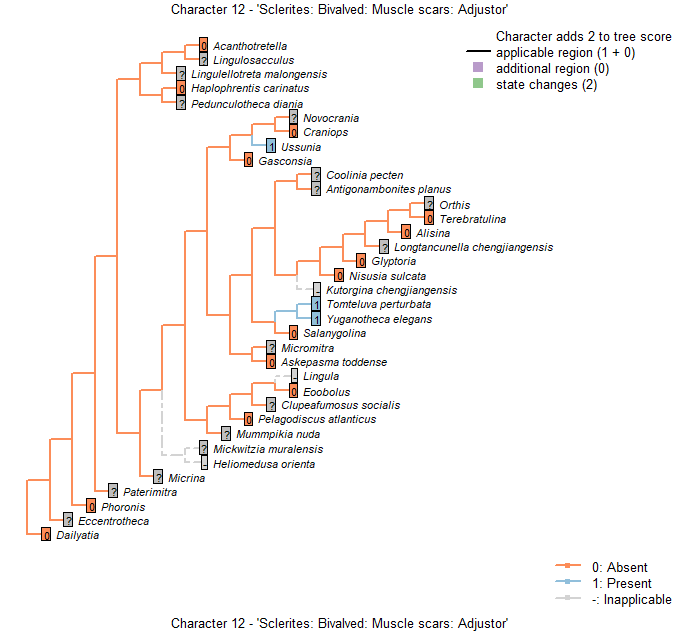 Character 12 - 'Sclerites: Bivalved: Muscle scars: Adjustor'
Character adds 2 to tree score
applicable region (1 + 0)
additional region (0)
state changes (2)
0 Acanthotretella
? Lingulosacculus
? Lingulellotreta malongensis
0 Haplophrentis carinatus
? Pedunculotheca diania
? Novocrania
0 Craniops
1 Ussunia
0 Gasconsia
? Coolinia pecten
? Antigonambonites planus
? Orthis
0 Terebratulina
0 Alisina
? Longtancunella chengjiangensis
0 Glyptoria
0 Nisusia sulcata
- Kutorgina chengjiangensis
1 Tomteluva perturbata
1 Yuganotheca elegans
0 Salanygolina
? Micromitra
0 Askepasma toddense
- Lingula
0 Eoobolus
? Clupeafumosus socialis
0 Pelagodiscus atlanticus
? Mummpikia nuda
? Mickwitzia muralensis
- Heliomedusa orienta
? Micrina
? Paterimitra
0 Phoronis
? Eccentrotheca
0 Dailyatia
0: Absent
1: Present
-: Inapplicable
Character 12 - 'Sclerites: Bivalved: Muscle scars: Adjustor'